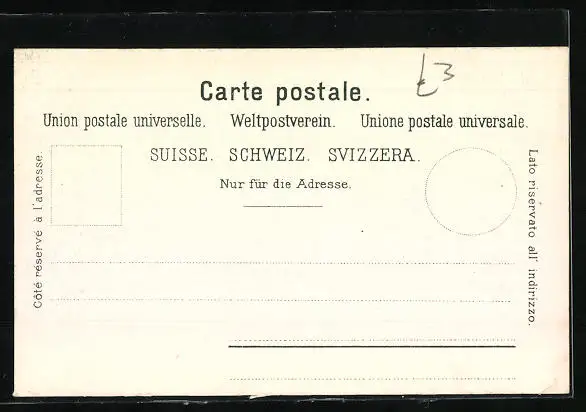 Carte postale.
Union postale universelle. Weltpostverein. Unione postale universale.
SUISSE. SCHWEIZ. SVIZZERA.
Nur für die Adresse.
Côté réservé à l'adresse.
Lato riservato all' indirizzo.